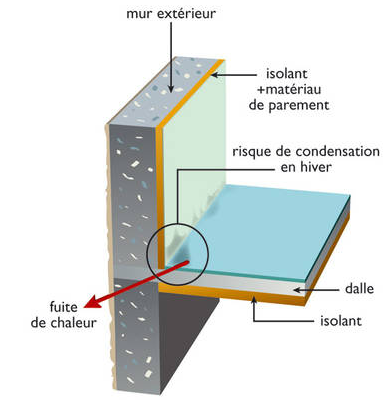 mur extérieur
isolant
+matériau
de parement
risque de condensation
en hiver
fuite
de chaleur
dalle
isolant